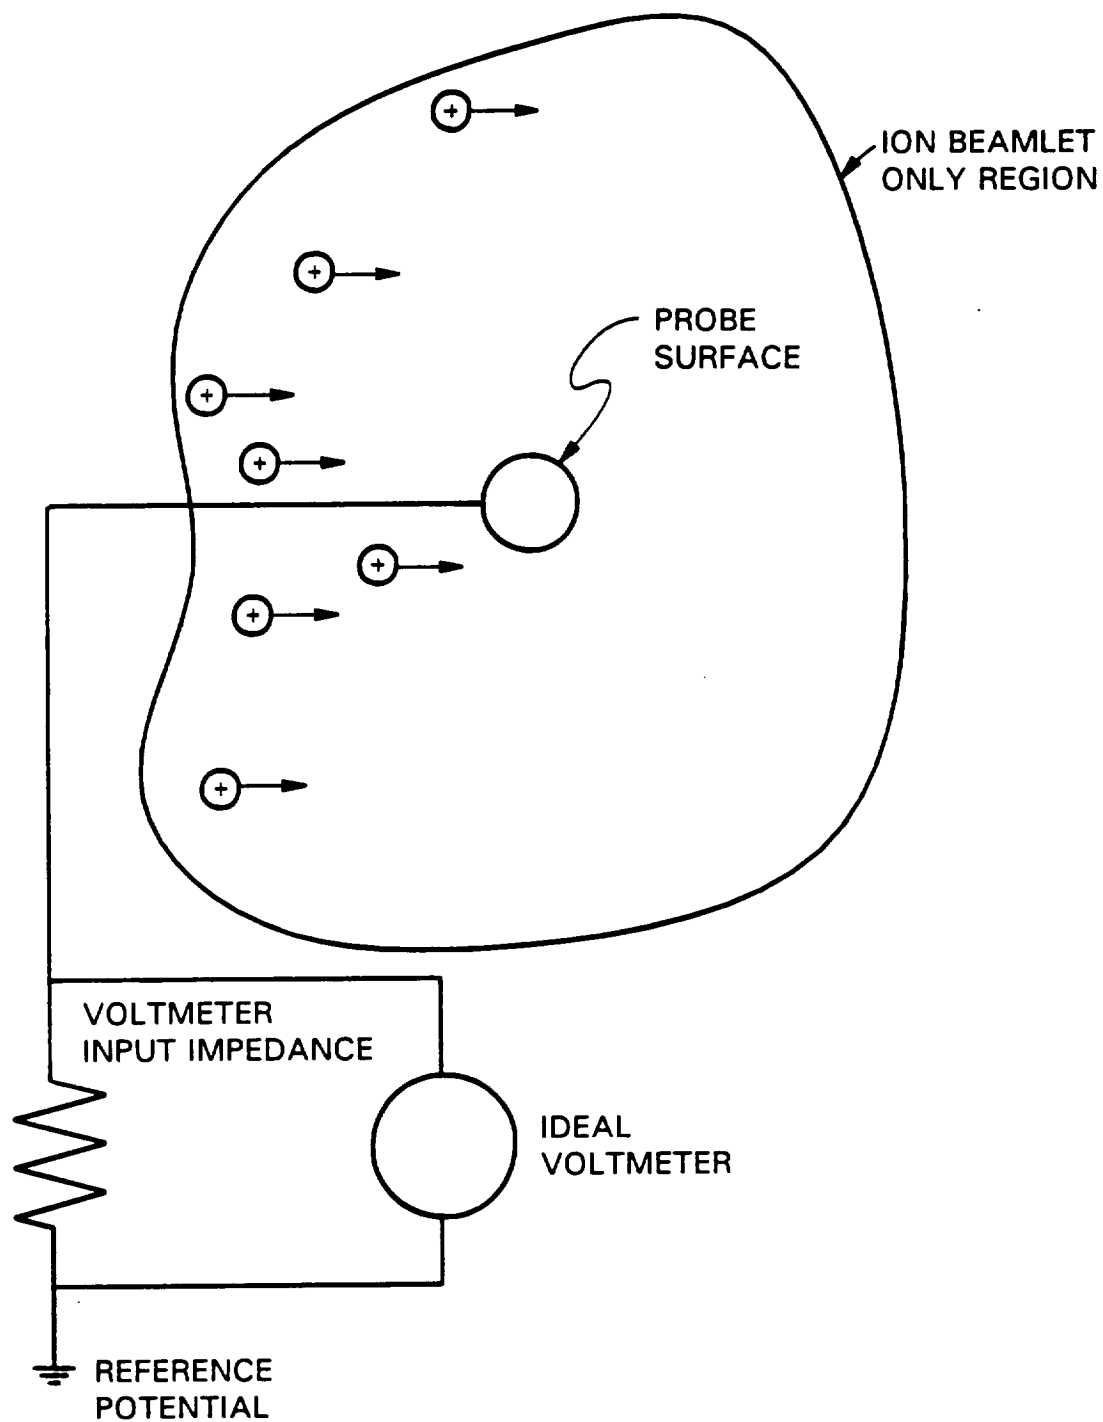 ION BEAMLET
ONLY REGION
PROBE
SURFACE
VOLTMETER
INPUT IMPEDANCE
IDEAL
VOLTMETER
REFERENCE
POTENTIAL